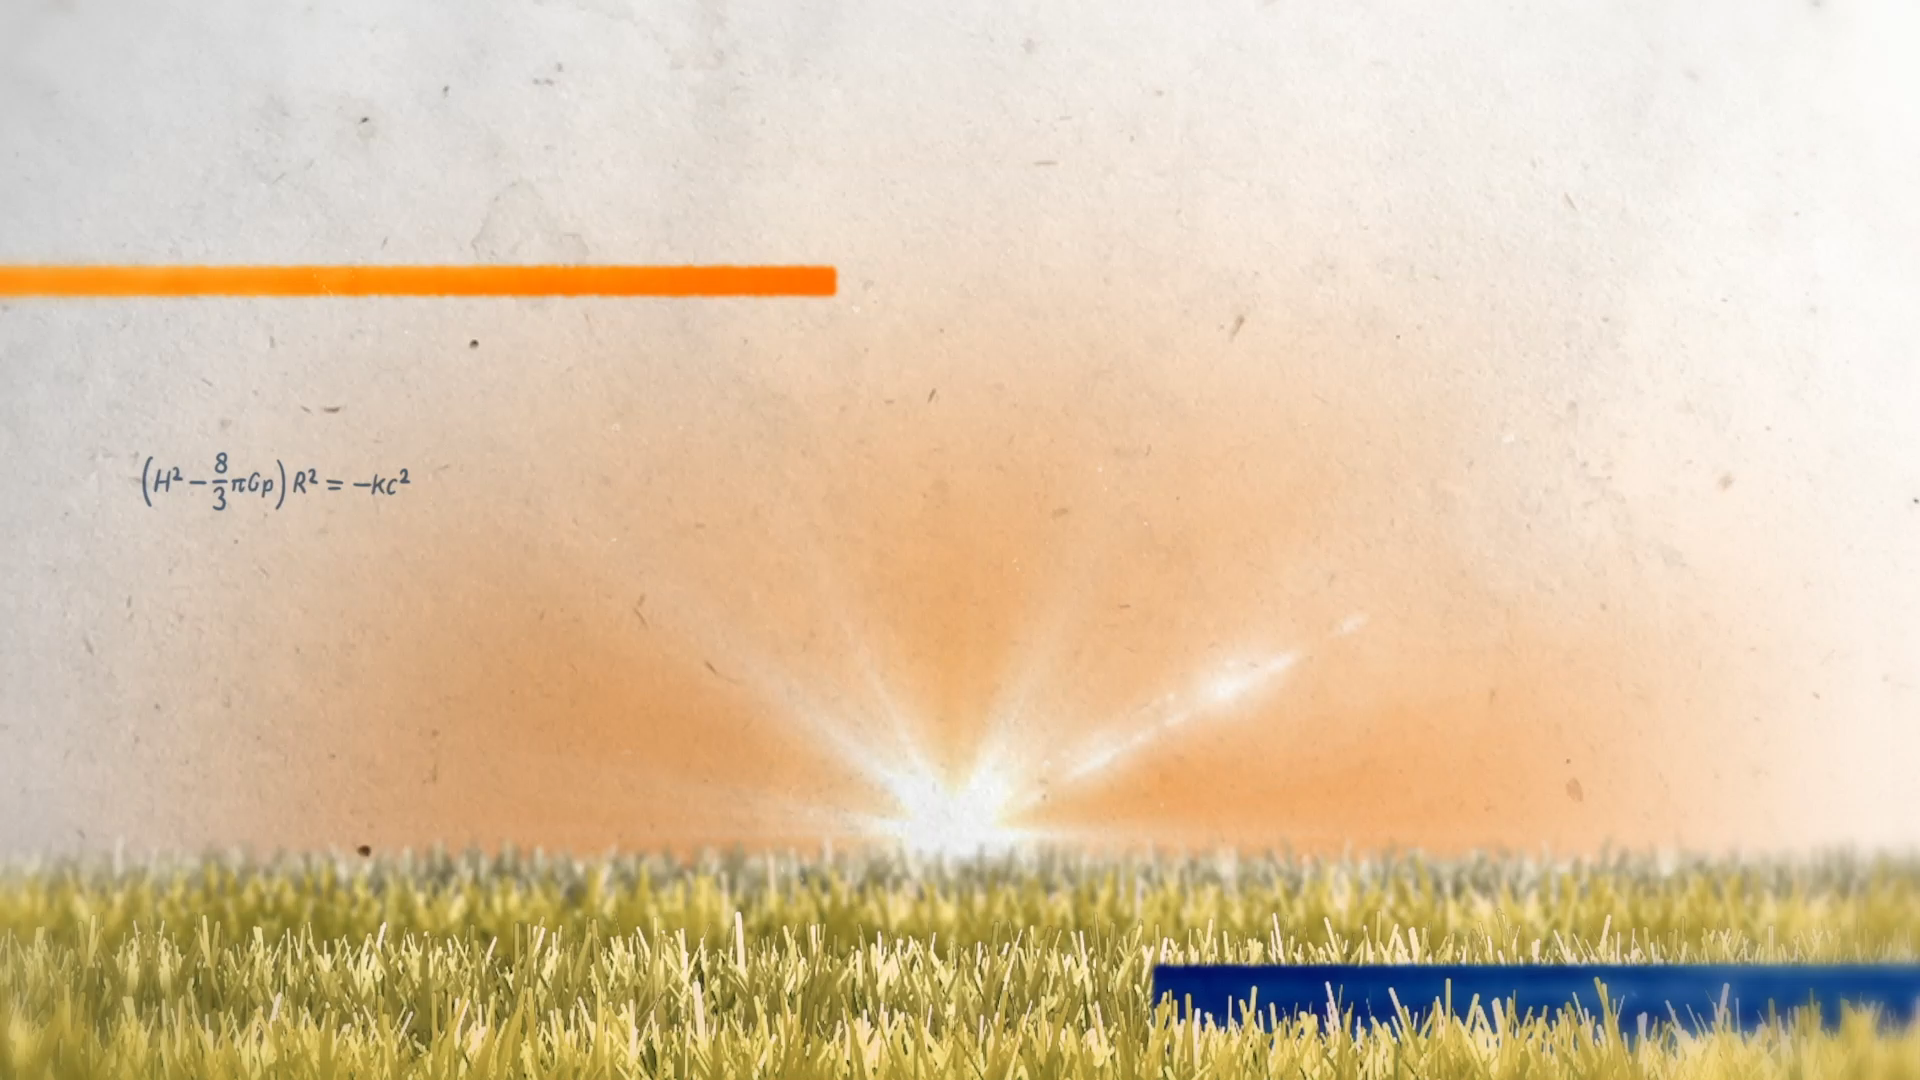 (H² − 8/3 πGρ) R² = −kc²